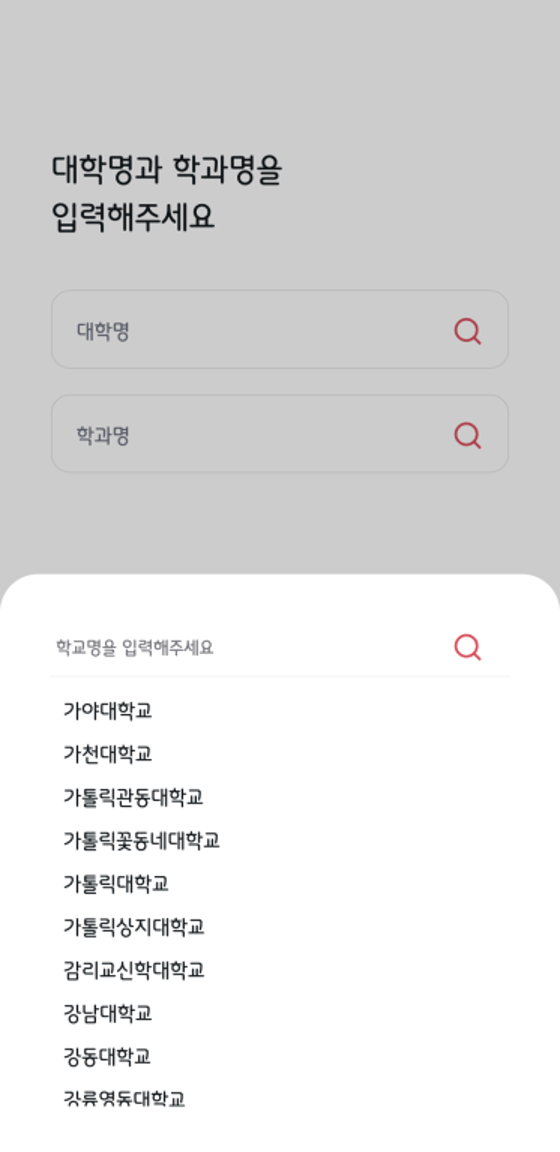 대학명과 학과명을
입력해주세요
대학명
학과명
학교명을 입력해주세요
가야대학교
가천대학교
가톨릭관동대학교
가톨릭꽃동네대학교
가톨릭대학교
가톨릭상지대학교
감리교신학대학교
강남대학교
강동대학교
강릉영동대학교